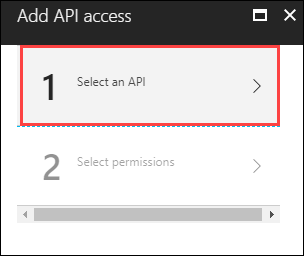 Add API access
1 Select an API
2 Select permissions